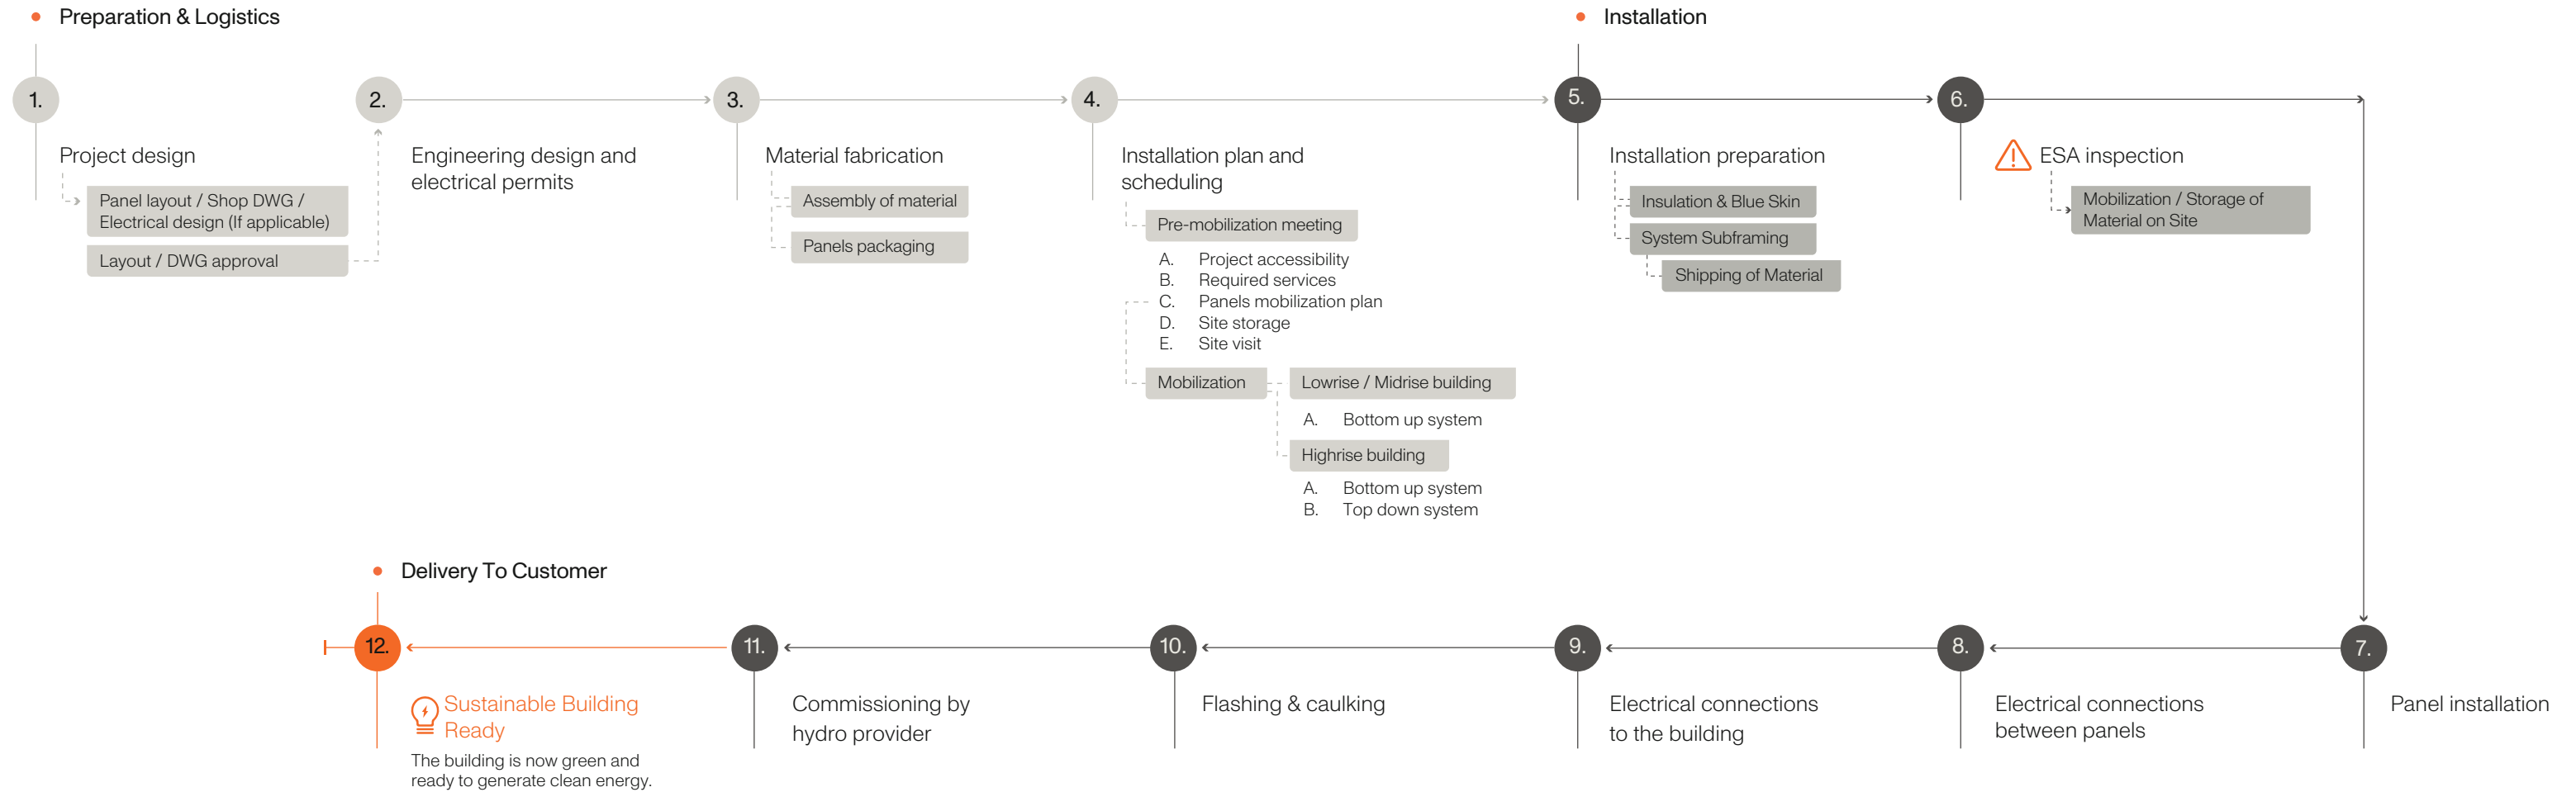 Preparation & Logistics
Installation
1.
2.
3.
4.
5.
6.
Project design
Panel layout / Shop DWG /
Electrical design (If applicable)
Layout / DWG approval
Engineering design and
electrical permits
Material fabrication
Assembly of material
Panels packaging
Installation plan and
scheduling
Pre-mobilization meeting
A. Project accessibility
B. Required services
C. Panels mobilization plan
D. Site storage
E. Site visit
Mobilization
Lowrise / Midrise building
A. Bottom up system
Highrise building
A. Bottom up system
B. Top down system
Installation preparation
Insulation & Blue Skin
System Subframing
Shipping of Material
ESA inspection
Mobilization / Storage of
Material on Site
7.
Panel installation
8.
Electrical connections
between panels
9.
Electrical connections
to the building
10.
Flashing & caulking
11.
Commissioning by
hydro provider
Delivery To Customer
12.
Sustainable Building
Ready
The building is now green and
ready to generate clean energy.